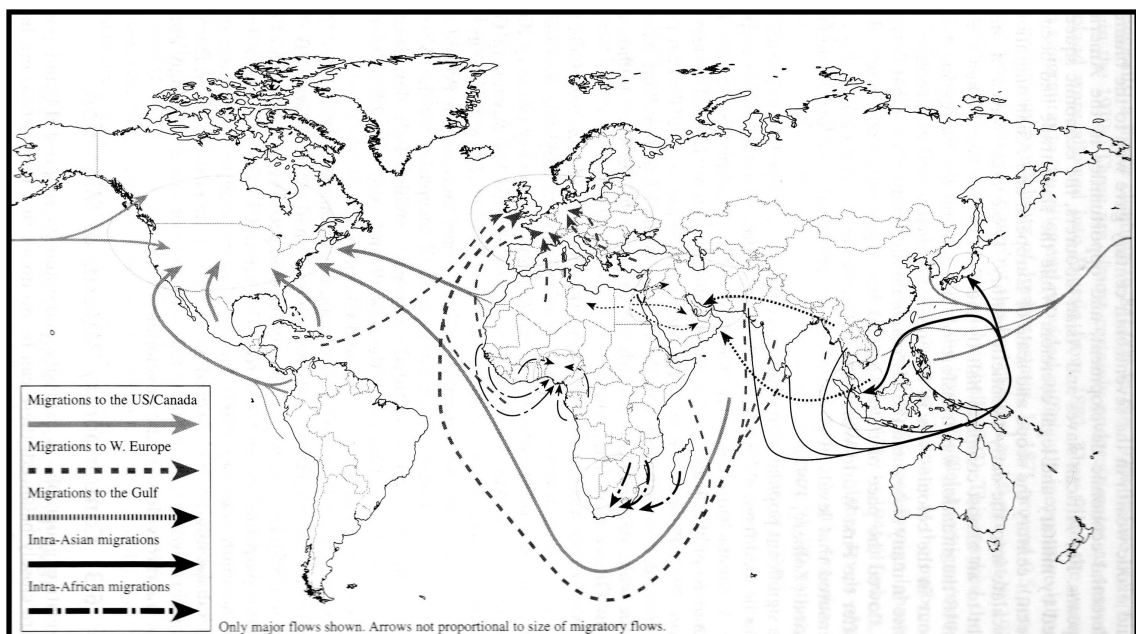 Migrations to the US/Canada
Migrations to W. Europe
Migrations to the Gulf
Intra-Asian migrations
Intra-African migrations
Only major flows shown. Arrows not proportional to size of migratory flows.